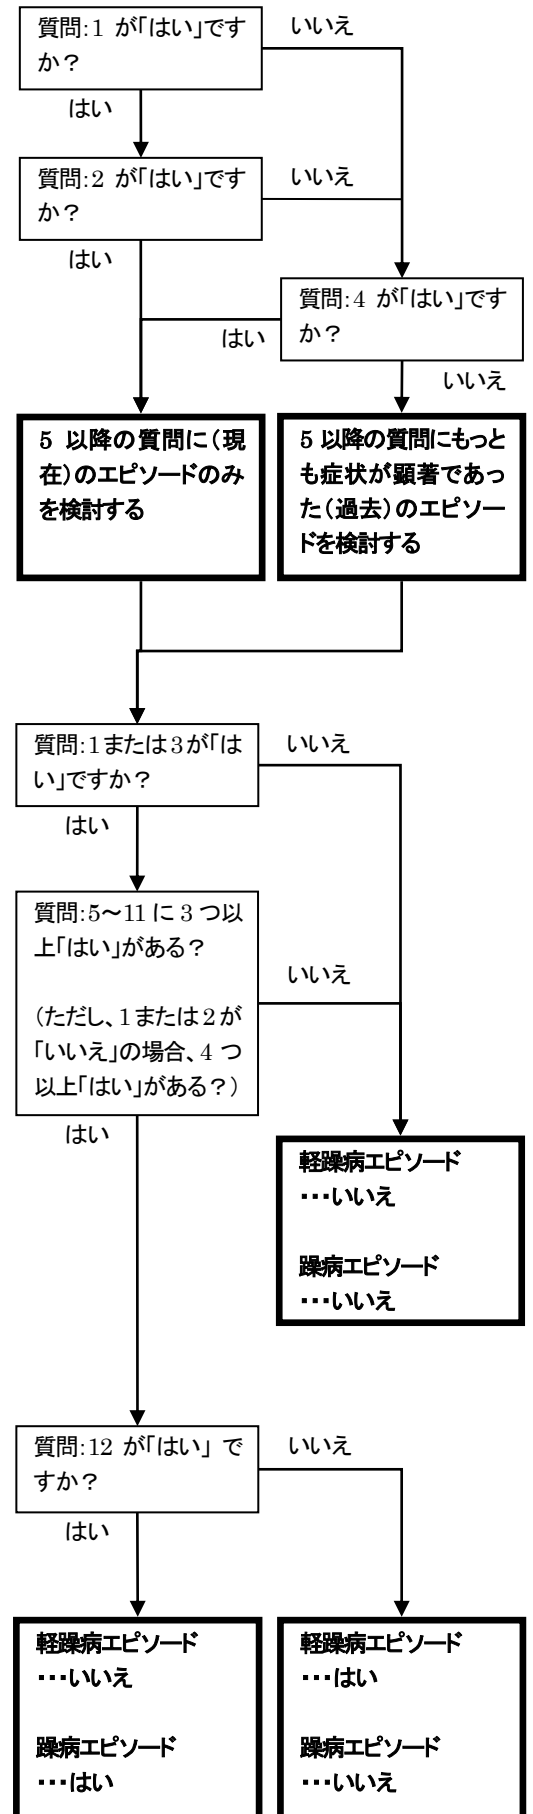 質問:1 が「はい」です
か？
いいえ
はい
質問:2 が「はい」です
か？
いいえ
はい
質問:4 が「はい」です
か？
はい
いいえ
5 以降の質問に（現
在）のエピソードのみ
を検討する
5 以降の質問にもっと
も症状が顕著であっ
た（過去）のエピソー
ドを検討する
質問:1または3が「は
い」ですか？
いいえ
はい
質問:5～11 に 3 つ以
上「はい」がある？
（ただし、1または2が
「いいえ」の場合、4 つ
以上「はい」がある？）
いいえ
はい
軽躁病エピソード
・・・いいえ
躁病エピソード
・・・いいえ
質問:12 が「はい」 で
すか？
いいえ
はい
軽躁病エピソード
・・・いいえ
躁病エピソード
・・・はい
軽躁病エピソード
・・・はい
躁病エピソード
・・・いいえ